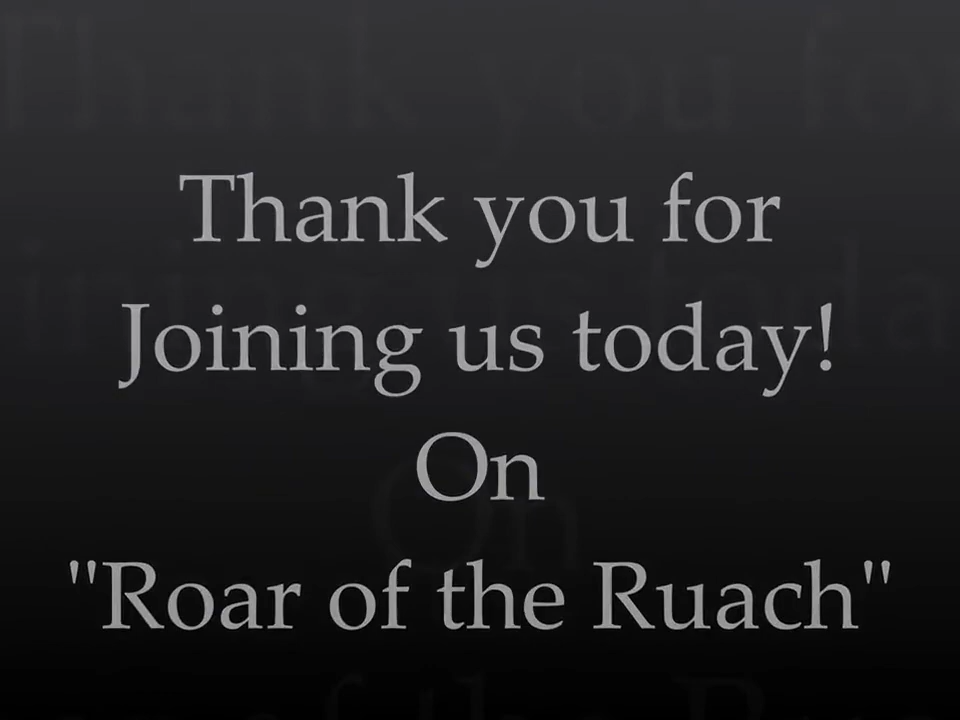 Thank you for
Joining us today!
On
"Roar of the Ruach"